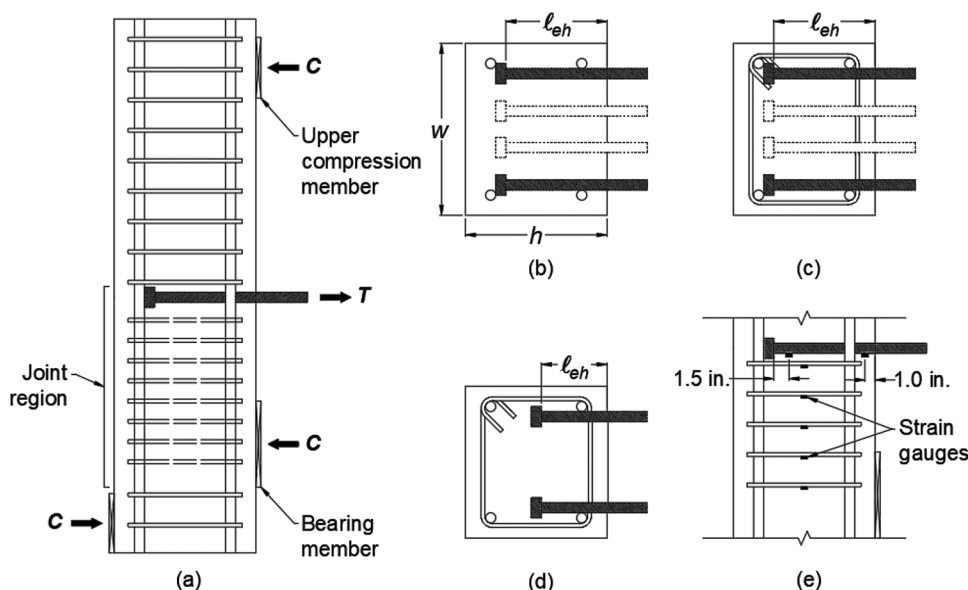 C
Upper
compression
member
T
Joint
region
C
C
Bearing
member
(a)
ℓeh
w
h
(b)
ℓeh
(c)
ℓeh
(d)
1.5 in.
1.0 in.
Strain
gauges
(e)